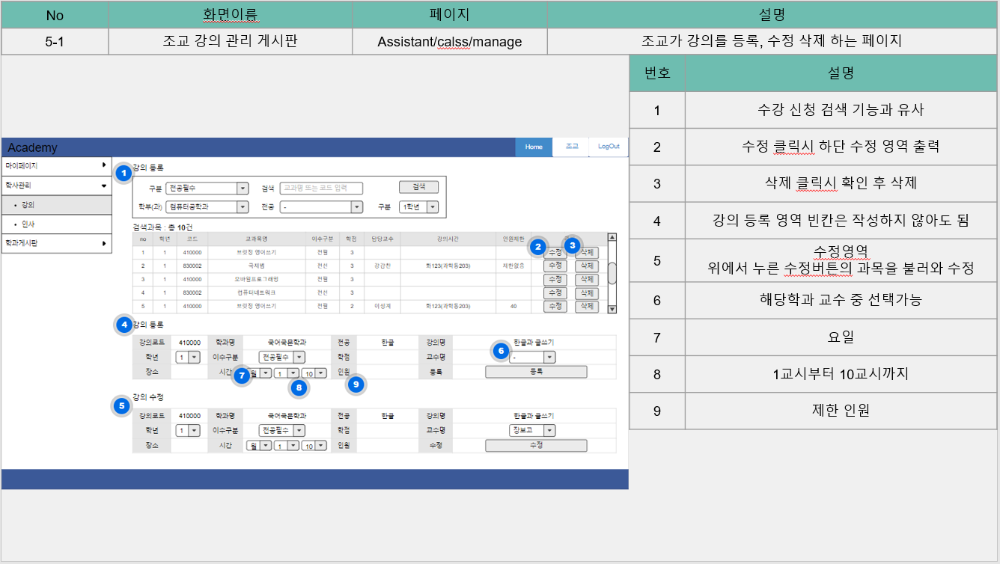 No 화면이름 페이지 설명
5-1 조교 강의 관리 게시판 Assistant/calss/manage 조교가 강의를 등록, 수정 삭제 하는 페이지
번호 설명
1 수강 신청 검색 기능과 유사
2 수정 클릭시 하단 수정 영역 출력
3 삭제 클릭시 확인 후 삭제
4 강의 등록 영역 빈칸은 작성하지 않아도 됨
5 수정영역
위에서 누른 수정버튼의 과목을 불러와 수정
6 해당학과 교수 중 선택가능
7 요일
8 1교시부터 10교시까지
9 제한 인원
Academy Home 조교 LogOut
마이페이지
학사관리
• 강의
• 인사
학과게시판
1 강의 등록
구분 전공필수 검색 교과명 또는 코드 입력 검색
학부(과) 컴퓨터공학과 전공 - 구분 1학년
검색과목 : 총 10건
no 학년 코드 교과목명 이수구분 학점 담당교수 강의시간 인원제한
2 3
1 1 410000 브릿징 영어쓰기 전필 3 수정 삭제
2 1 830002 국제법 전선 3 강감찬 화123(과학동203) 제한없음 수정 삭제
3 1 410000 모바일프로그래밍 전필 3 수정 삭제
4 1 830002 컴퓨터네트워크 전선 3 수정 삭제
5 1 410000 브릿징 영어쓰기 전필 2 이성계 화123(과학동203) 40 수정 삭제
4 강의 등록
강의코드 410000 학과명 국어국문학과 전공 한글 강의명 한글과 글쓰기
학년 1 이수구분 전공필수 학점 교수명 6 -
장소 시간 7 월 1 10 인원 등록 등록
8 9
강의 수정
5
강의코드 410000 학과명 국어국문학과 전공 한글 강의명 한글과 글쓰기
학년 1 이수구분 전공필수 학점 교수명 장보고
장소 시간 월 1 10 인원 수정 수정